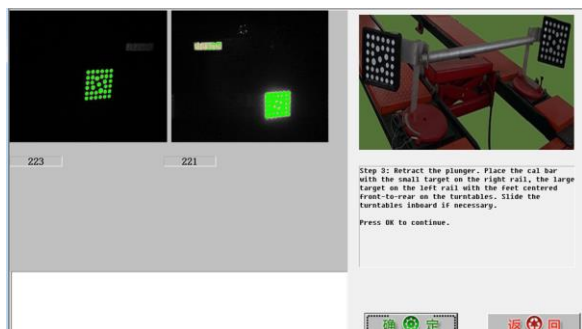 223
221
Step 3: Retract the plunger. Place the cal bar
with the small target on the right rail, the large
target on the left rail with the feet centered
front-to-rear on the turntables. Slide the
turntables inboard if necessary.
Press OK to continue.
确 定
返 回